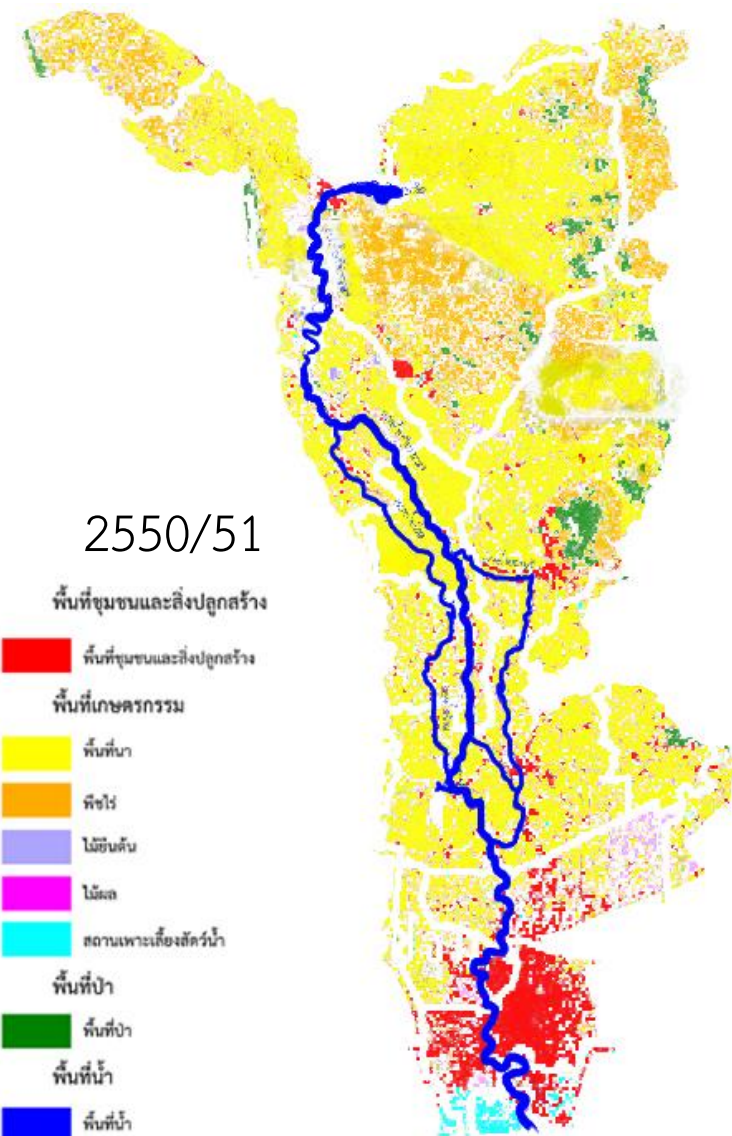 2550/51
พื้นที่ชุมชนและสิ่งปลูกสร้าง
พื้นที่ชุมชนและสิ่งปลูกสร้าง
พื้นที่เกษตรกรรม
พื้นที่นา
พืชไร่
ไม้ยืนต้น
ไม้ผล
สถานเพาะเลี้ยงสัตว์น้ำ
พื้นที่ป่า
พื้นที่ป่า
พื้นที่น้ำ
พื้นที่น้ำ